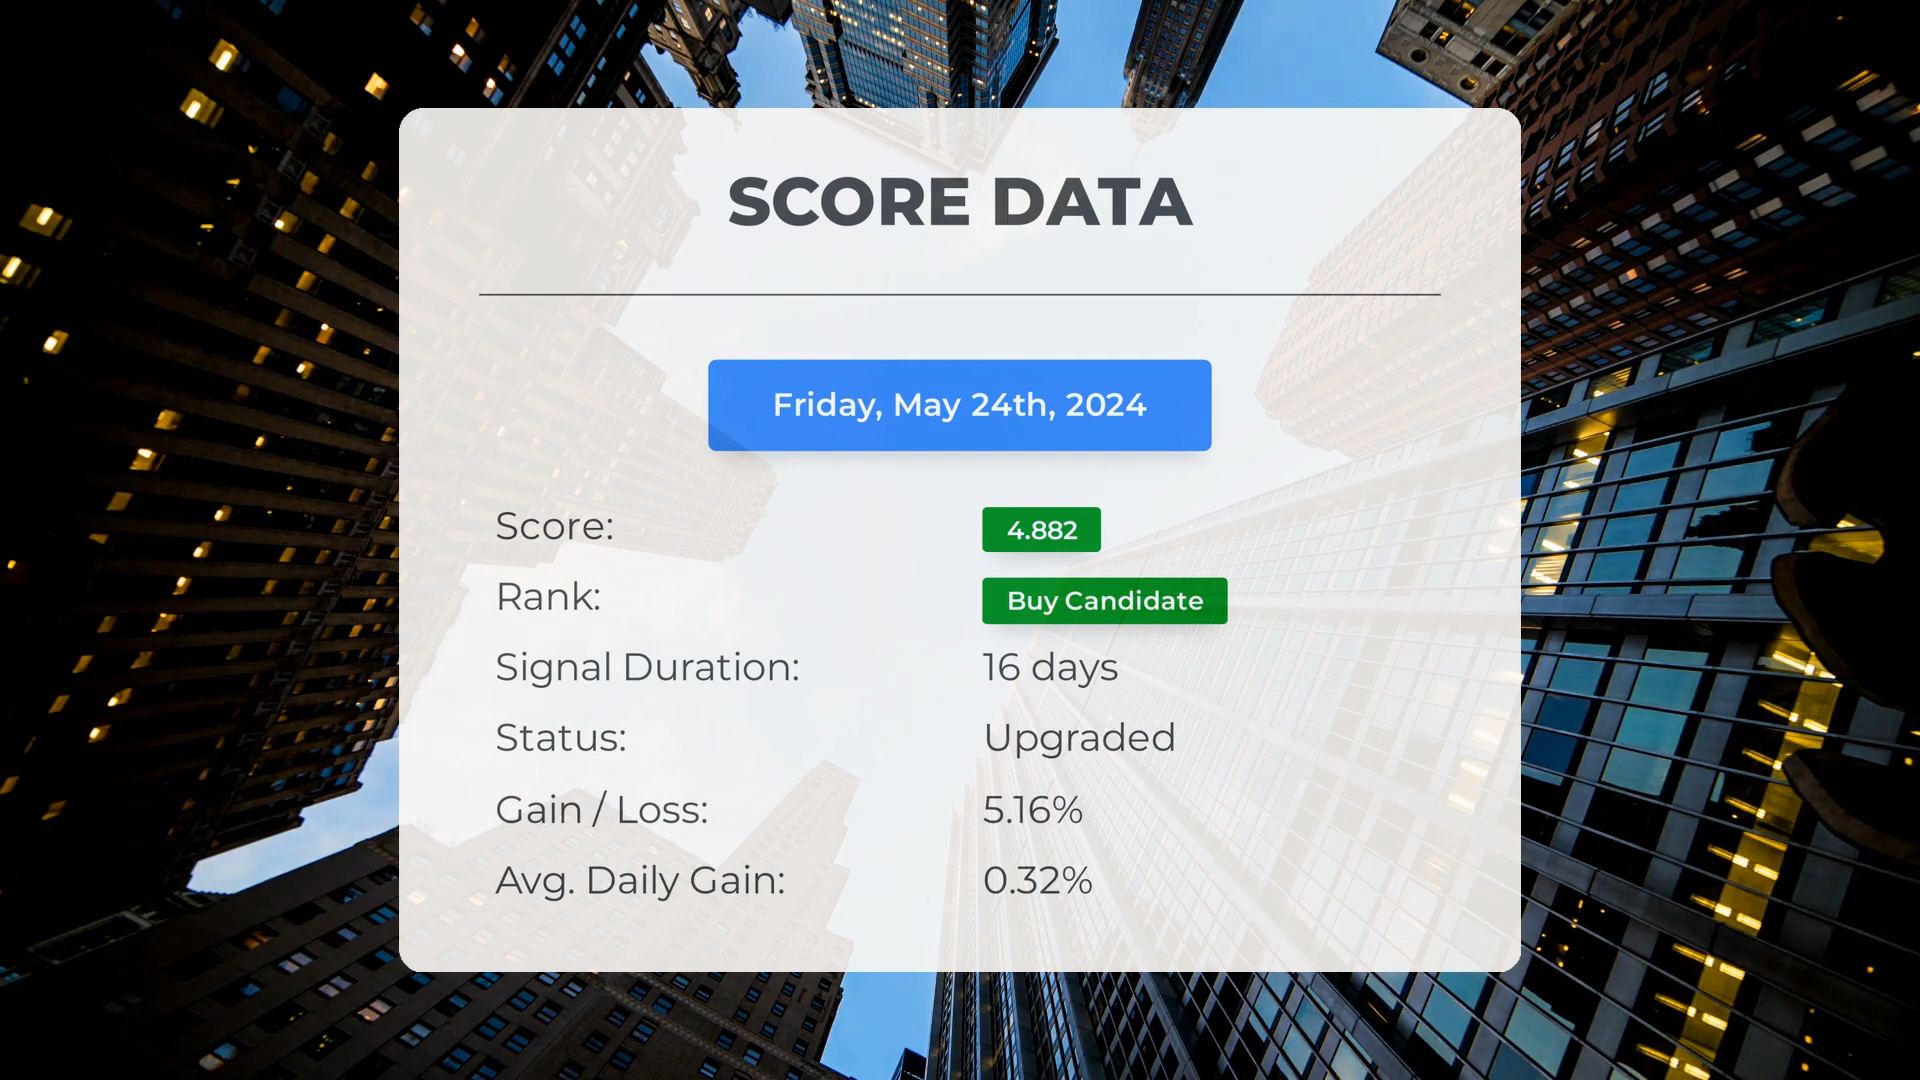 SCORE DATA
Friday, May 24th, 2024
Score: 4.882
Rank: Buy Candidate
Signal Duration: 16 days
Status: Upgraded
Gain / Loss: 5.16%
Avg. Daily Gain: 0.32%